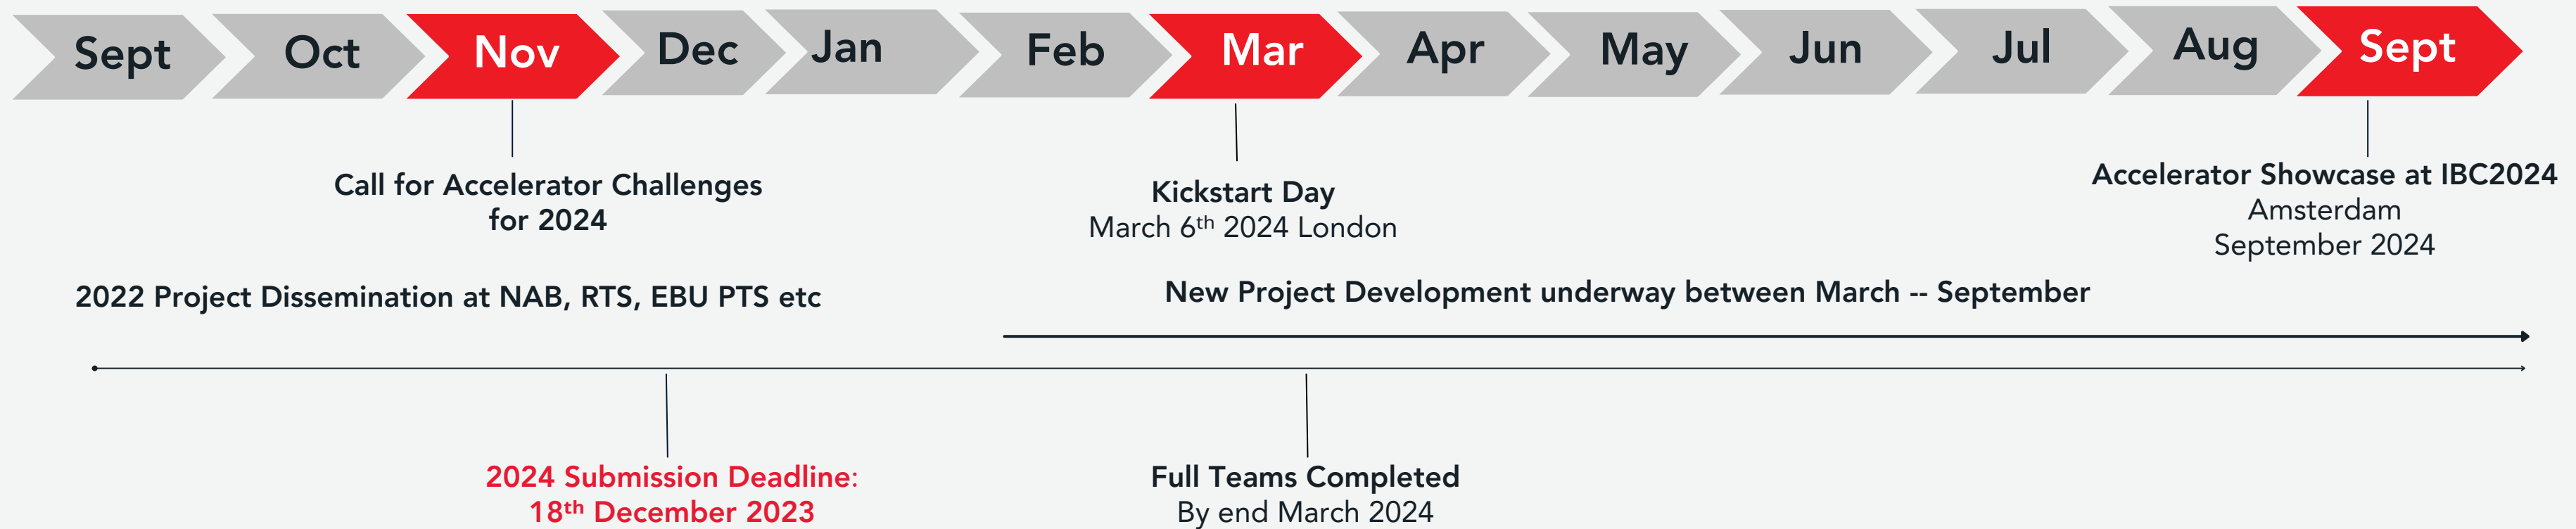 Sept Oct Nov Dec Jan Feb Mar Apr May Jun Jul Aug Sept
Call for Accelerator Challenges
for 2024
Kickstart Day
March 6th 2024 London
Accelerator Showcase at IBC2024
Amsterdam
September 2024
2022 Project Dissemination at NAB, RTS, EBU PTS etc
New Project Development underway between March -- September
2024 Submission Deadline:
18th December 2023
Full Teams Completed
By end March 2024